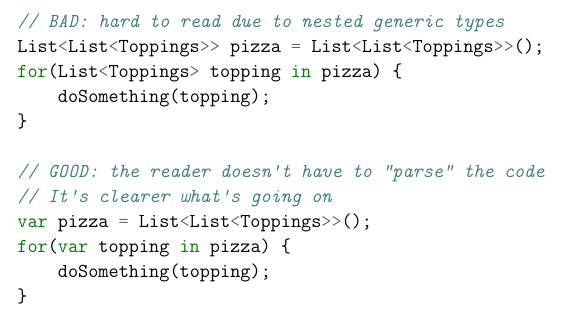 // BAD: hard to read due to nested generic types
List<List<Toppings>> pizza = List<List<Toppings>>();
for(List<Toppings> topping in pizza) {
    doSomething(topping);
}

// GOOD: the reader doesn't have to "parse" the code
// It's clearer what's going on
var pizza = List<List<Toppings>>();
for(var topping in pizza) {
    doSomething(topping);
}